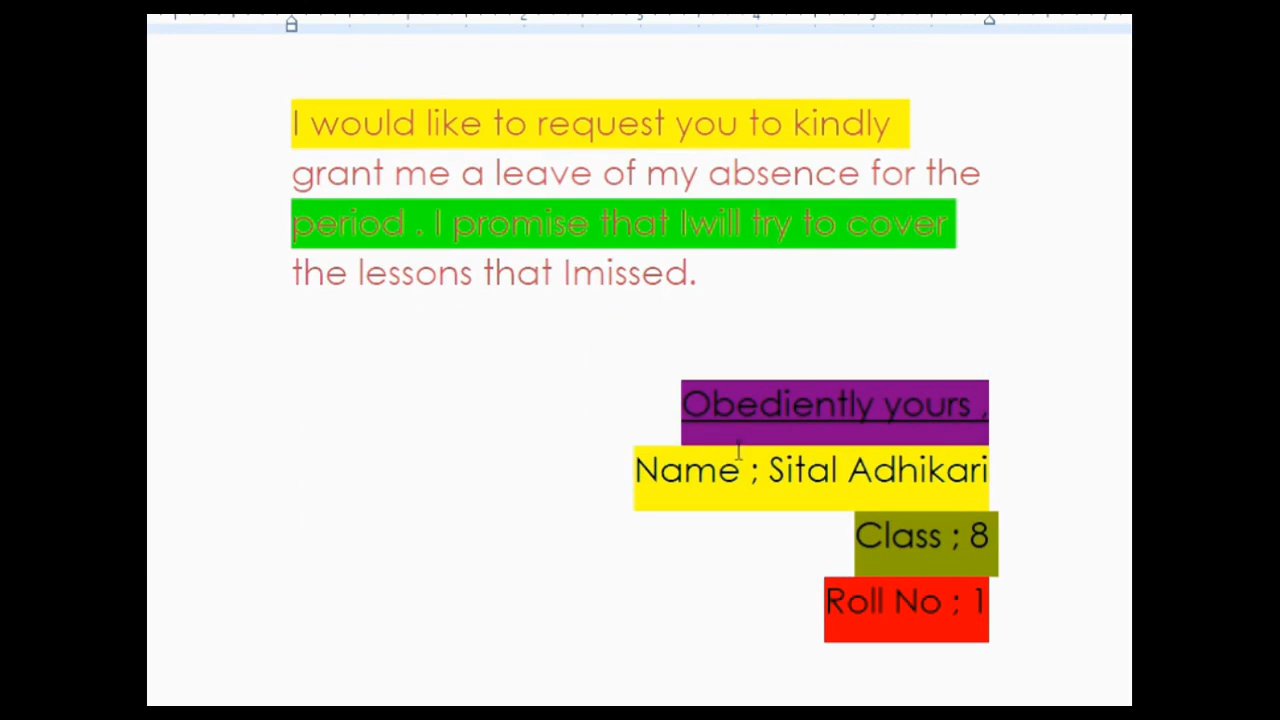 I would like to request you to kindly
grant me a leave of my absence for the
period . I promise that Iwill try to cover
the lessons that Imissed.
Obediently yours ,
Name ; Sital Adhikari
Class ; 8
Roll No ; 1